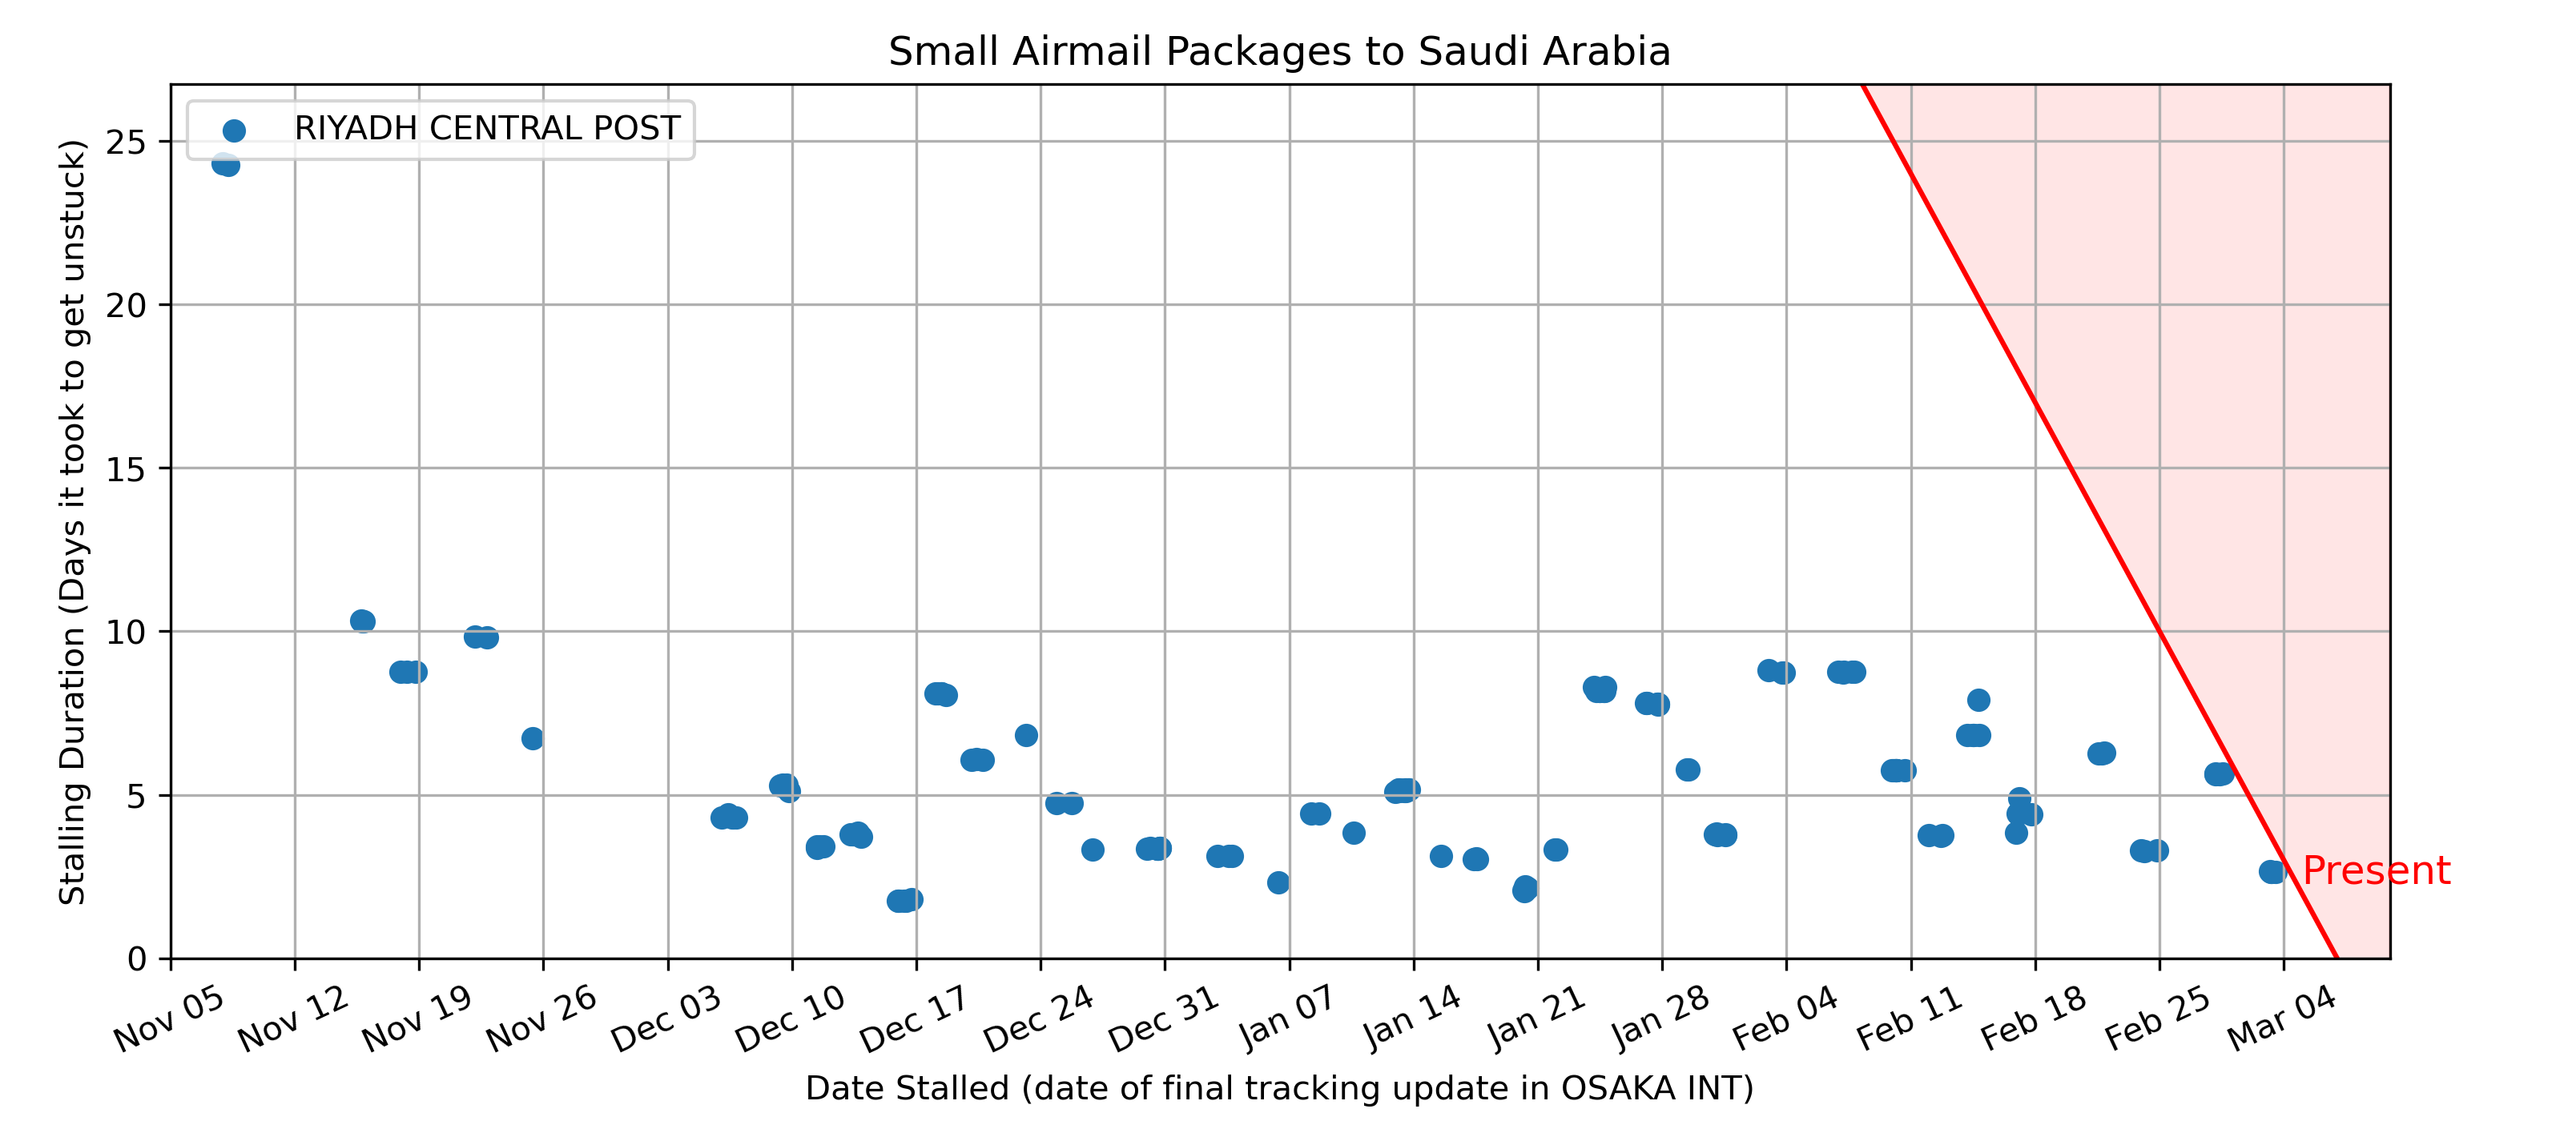 Small Airmail Packages to Saudi Arabia
RIYADH CENTRAL POST
Stalling Duration (Days it took to get unstuck)
25
20
15
10
5
0
Present
Nov 05
Nov 12
Nov 19
Nov 26
Dec 03
Dec 10
Dec 17
Dec 24
Dec 31
Jan 07
Jan 14
Jan 21
Jan 28
Feb 04
Feb 11
Feb 18
Feb 25
Mar 04
Date Stalled (date of final tracking update in OSAKA INT)